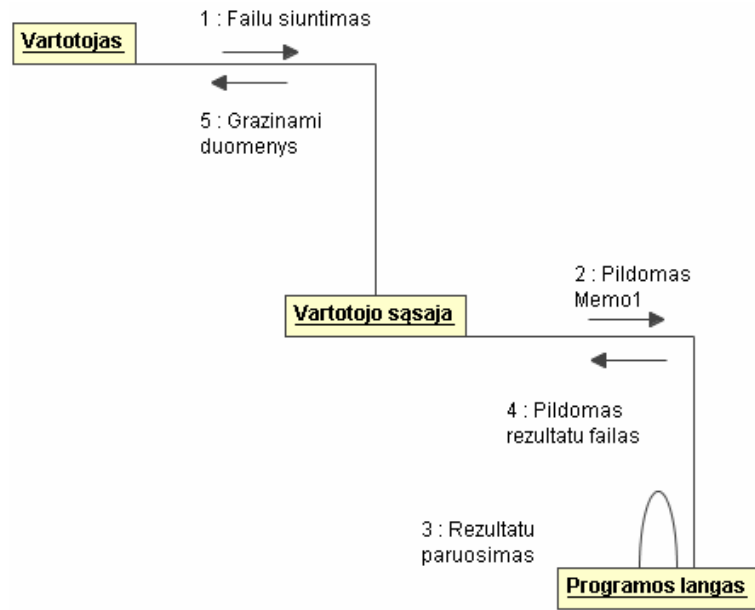 1 : Failu siuntimas
Vartotojas
5 : Grazinami
duomenys
2 : Pildomas
Memo1
Vartotojo sąsaja
4 : Pildomas
rezultatu failas
3 : Rezultatu
paruosimas
Programos langas